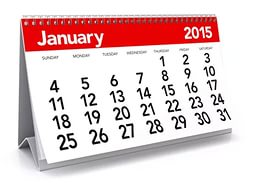 January 2015
SUNDAY MONDAY TUESDAY WEDNESDAY THURSDAY FRIDAY SATURDAY
1 2 3
4 5 6 7 8 9 10
11 12 13 14 15 16 17
18 19 20 21 22 23 24
25 26 27 28 29 30 31